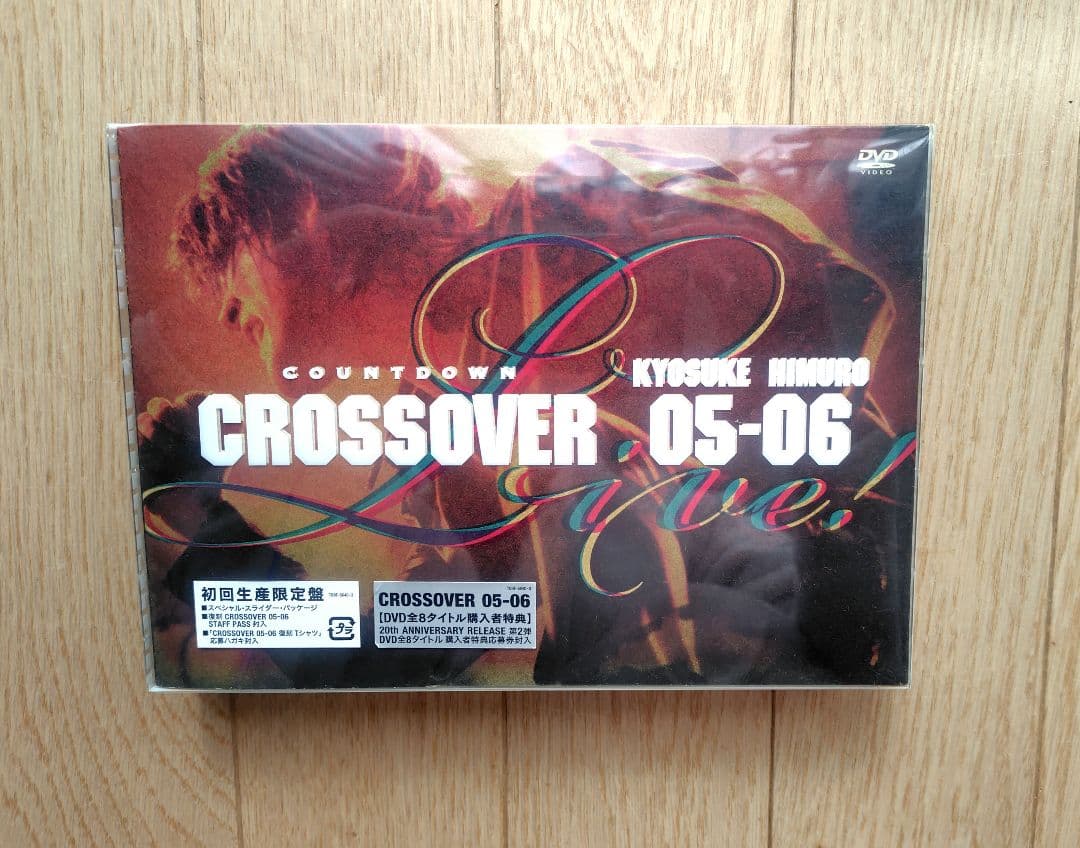 DVD
VIDEO
COUNTDOWN
KYOSUKE HIMURO
CROSSOVER 05-06
Live!
初回生産限定盤
■スペシャル・スライダー・パッケージ
■復刻 CROSSOVER 05-06
STAFF PASS 封入
■「CROSSOVER 05-06 復刻 Tシャツ」
応募ハガキ封入
プラ
CROSSOVER 05-06
【DVD全8タイトル購入者特典】
20th ANNIVERSARY RELEASE 第2弾
DVD全8タイトル購入者特典応募券封入